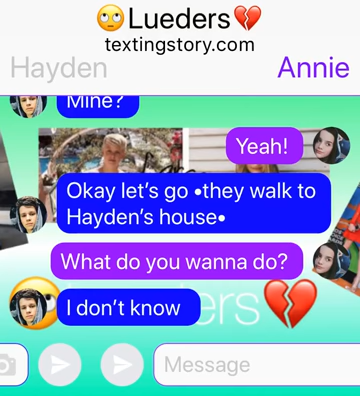 🙄Lueders💔
textingstory.com
Hayden Annie
Mine?
Yeah!
Okay let's go •they walk to
Hayden's house•
What do you wanna do?
I don't know
ers
Message